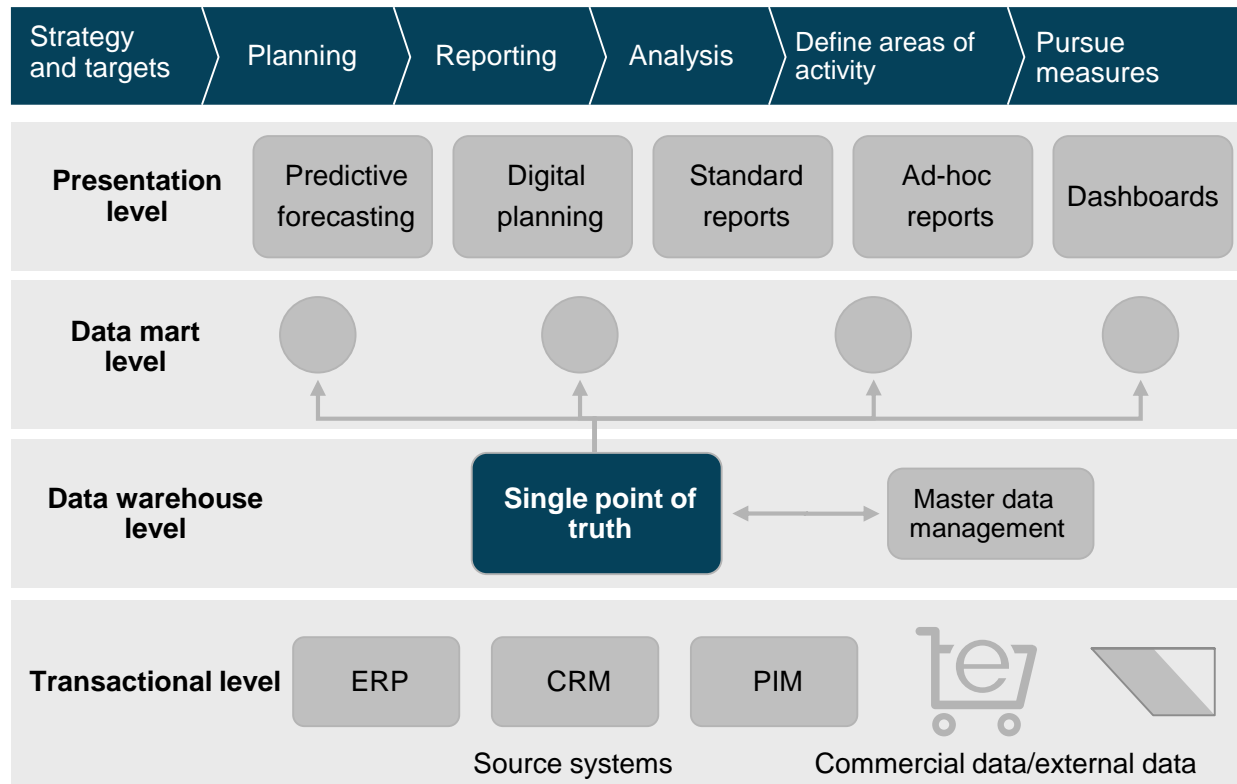 Strategy
and targets
Planning
Reporting
Analysis
Define areas of
activity
Pursue
measures
Presentation
level
Predictive
forecasting
Digital
planning
Standard
reports
Ad-hoc
reports
Dashboards
Data mart
level
Data warehouse
level
Single point of
truth
Master data
management
Transactional level
ERP
CRM
PIM
e
Source systems
Commercial data/external data